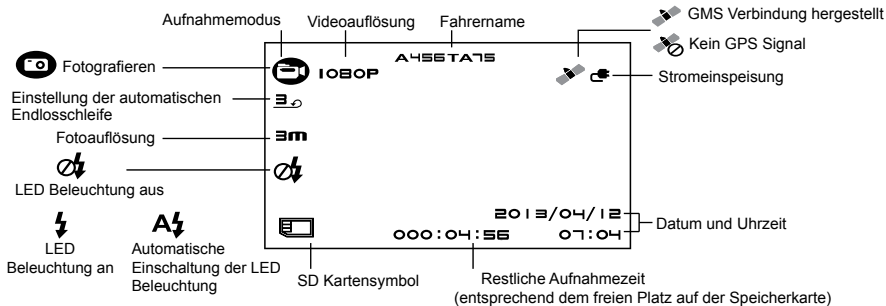 Aufnahmemodus
Videoauflösung
Fahrername
GMS Verbindung hergestellt
Kein GPS Signal
Stromeinspeisung
Fotografieren
1080P
A456TA75
Einstellung der automatischen
Endlosschleife
3
Fotoauflösung
3m
LED Beleuchtung aus
LED
Beleuchtung an
A
Automatische
Einschaltung der LED
Beleuchtung
2013/04/12
000:04:56
07:04
Datum und Uhrzeit
SD Kartensymbol
Restliche Aufnahmezeit
(entsprechend dem freien Platz auf der Speicherkarte)